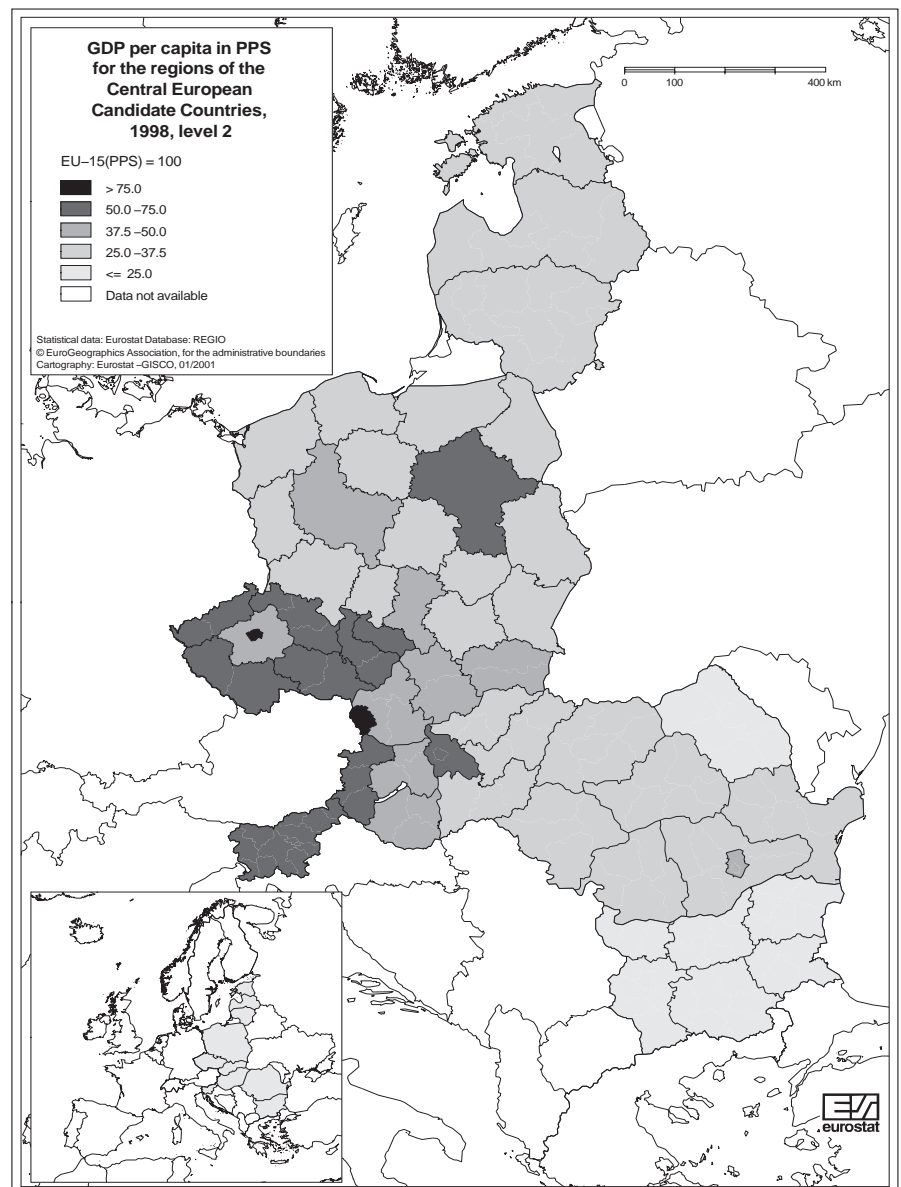 GDP per capita in PPS
for the regions of the
Central European
Candidate Countries,
1998, level 2
EU–15(PPS) = 100
> 75.0
50.0 –75.0
37.5 –50.0
25.0 –37.5
<= 25.0
Data not available
Statistical data: Eurostat Database: REGIO
© EuroGeographics Association, for the administrative boundaries
Cartography: Eurostat –GISCO, 01/2001
0 100 400 km
eurostat